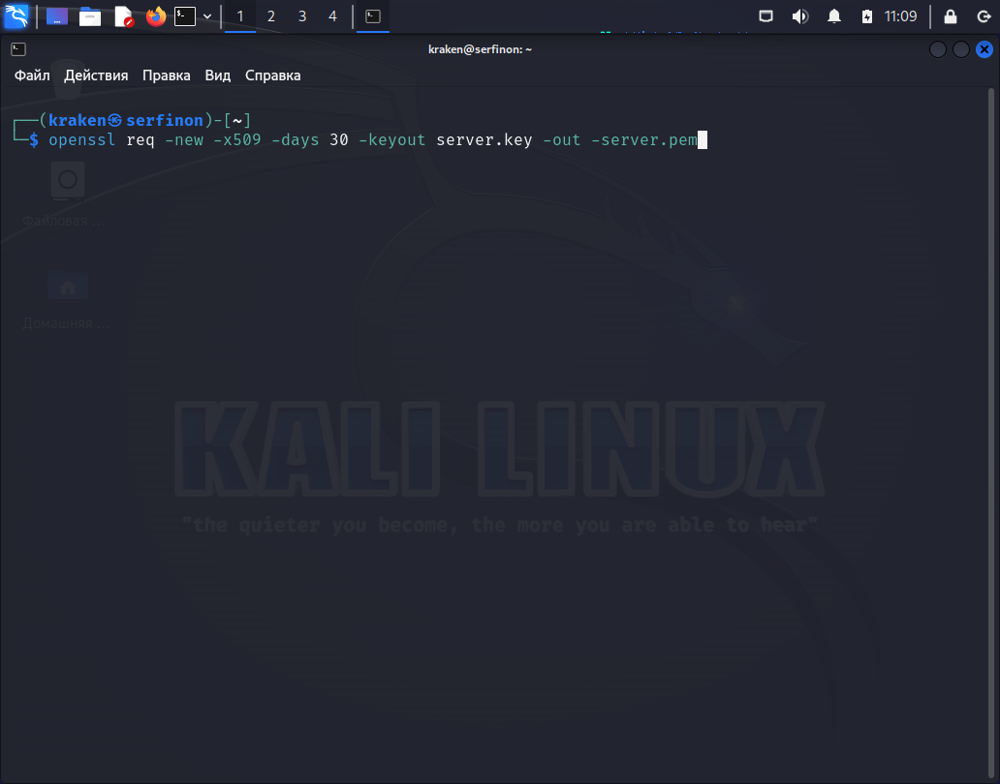 1 2 3 4 11:09
kraken@serfinon: ~
Файл Действия Правка Вид Справка
┌──(kraken㉿serfinon)-[~]
└─$ openssl req -new -x509 -days 30 -keyout server.key -out -server.pem
Файловая ...
Домашняя ...
KALI LINUX
"the quieter you become, the more you are able to hear"